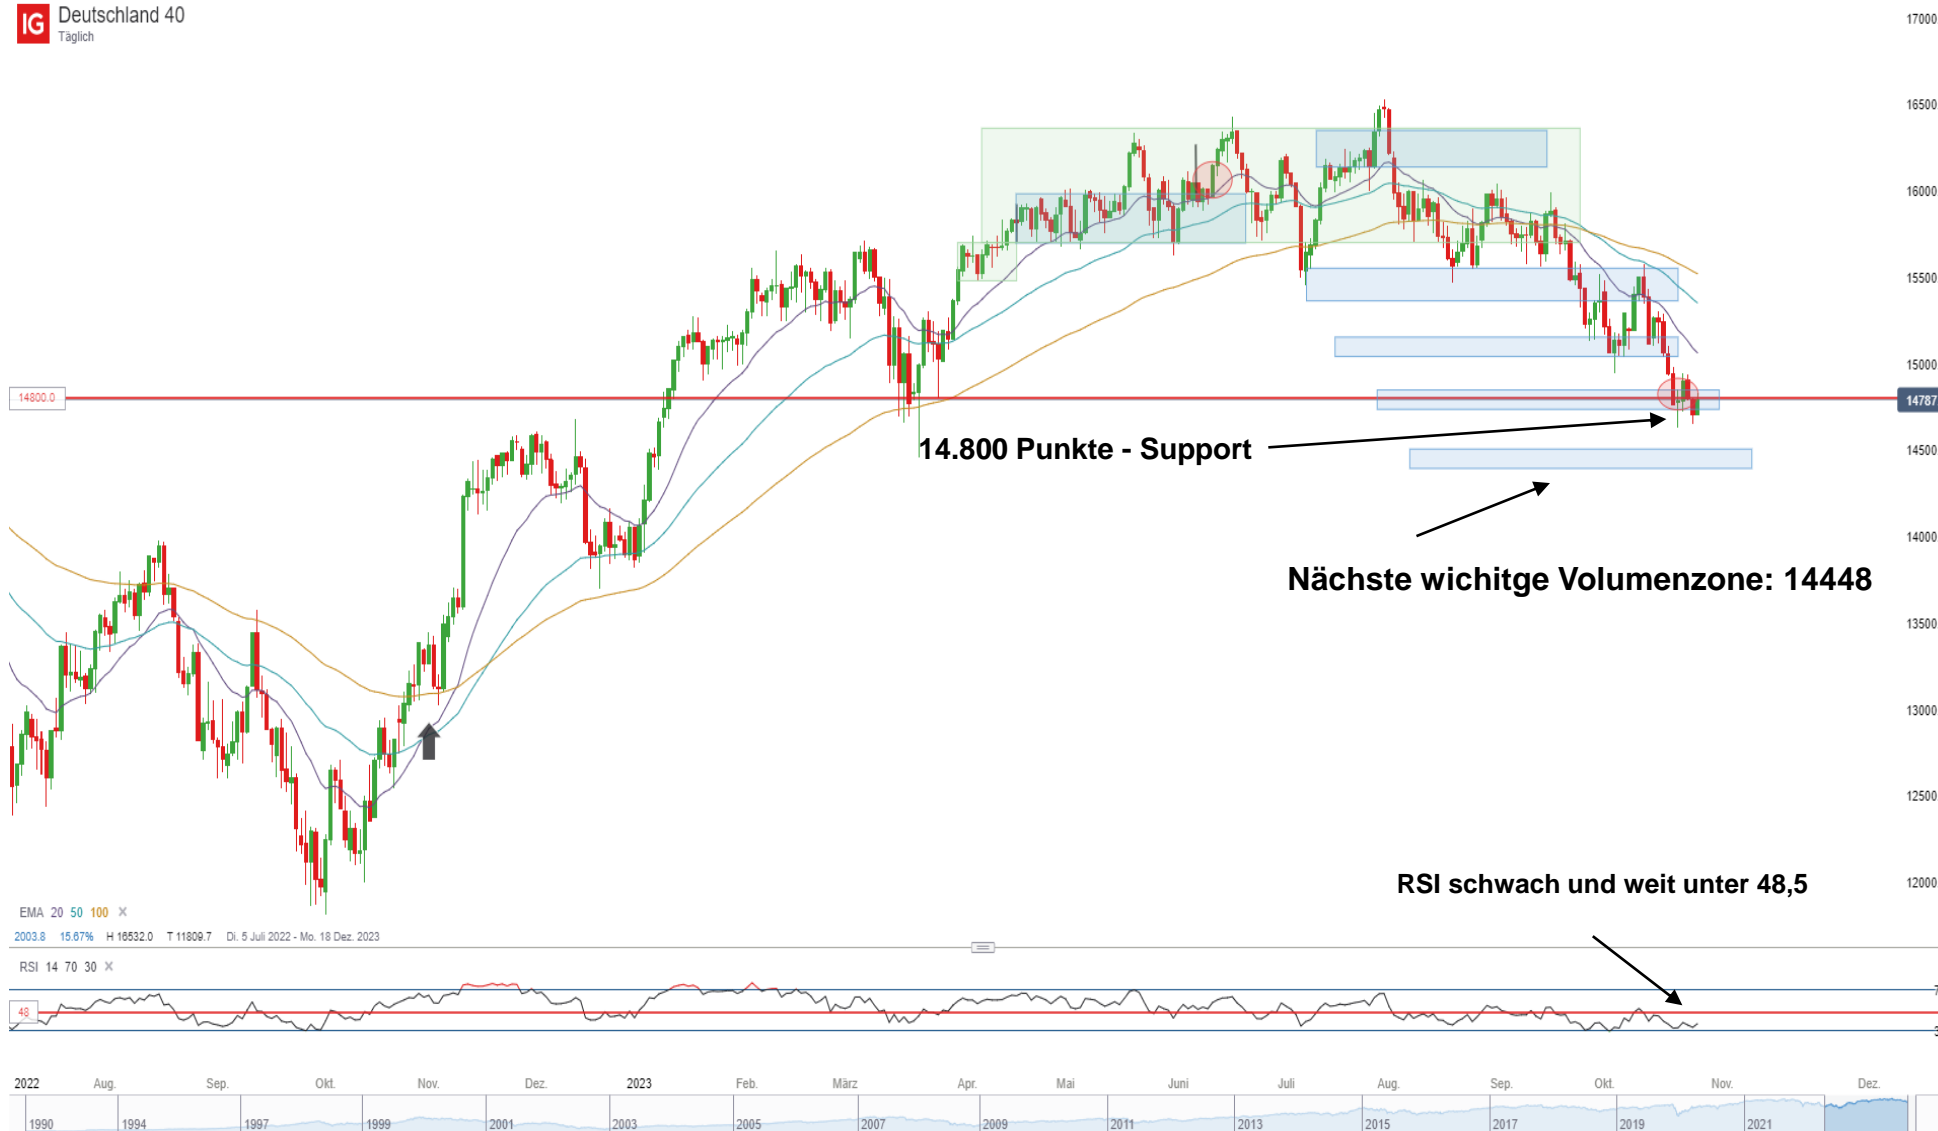 IG Deutschland 40
Täglich
17000
16500
16000
15500
15000
14800.0
14787
14.800 Punkte - Support
14500
14000
Nächste wichitge Volumenzone: 14448
13500
13000
12500
12000
RSI schwach und weit unter 48,5
EMA 20 50 100 X
2003.8 15.67% H 16532.0 T 11809.7 Di. 5 Juli 2022 - Mo. 18 Dez. 2023
RSI 14 70 30 X
7
48
3
2022 Aug. Sep. Okt. Nov. Dez. 2023 Feb. März Apr. Mai Juni Juli Aug. Sep. Okt. Nov. Dez.
1990 1994 1997 1999 2001 2003 2005 2007 2009 2011 2013 2015 2017 2019 2021